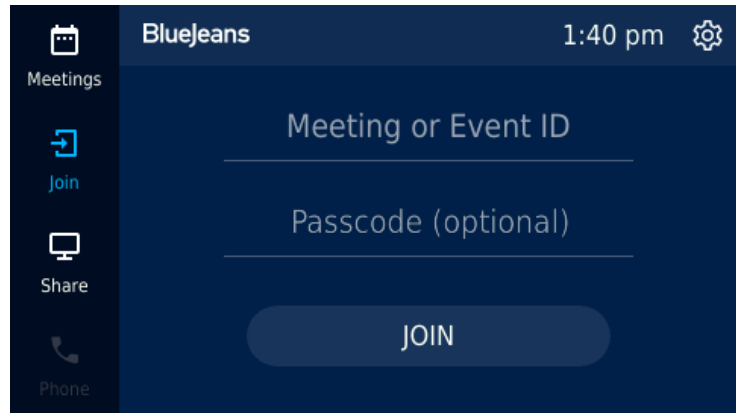 BlueJeans
1:40 pm
Meetings
Join
Share
Phone
Meeting or Event ID
Passcode (optional)
JOIN